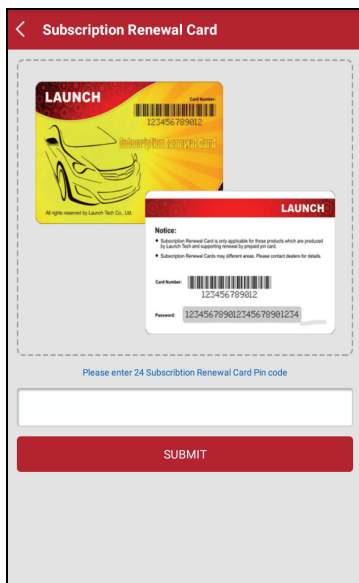 Subscription Renewal Card
LAUNCH
Card Number:
123456789012
Subscription Renewal Card
All rights reserved by Launch Tech Co., Ltd.
LAUNCH
Notice:
● Subscription Renewal Card is only applicable for those products which are produced
by Launch Tech and supporting renewal by prepaid pin card.
● Subscription Renewal Cards may different areas. Please contact dealers for details.
Card Number:
123456789012
Password: 123456789012345678901234
Please enter 24 Subscribtion Renewal Card Pin code
SUBMIT